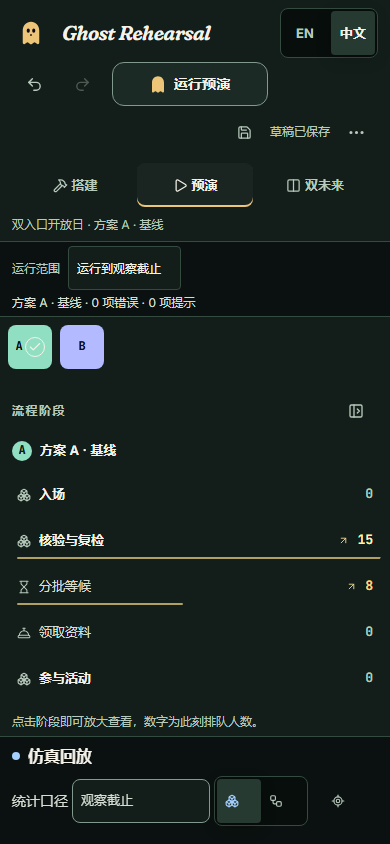 Ghost Rehearsal
EN 中文
运行预演
草稿已保存
搭建 预演 双未来
双入口开放日 · 方案 A · 基线
运行范围 运行到观察截止
方案 A · 基线 · 0 项错误 · 0 项提示
A B
流程阶段
A 方案 A · 基线
入场 0
核验与复检 15
分批等候 8
领取资料 0
参与活动 0
点击阶段即可放大查看，数字为此刻排队人数。
仿真回放
统计口径 观察截止